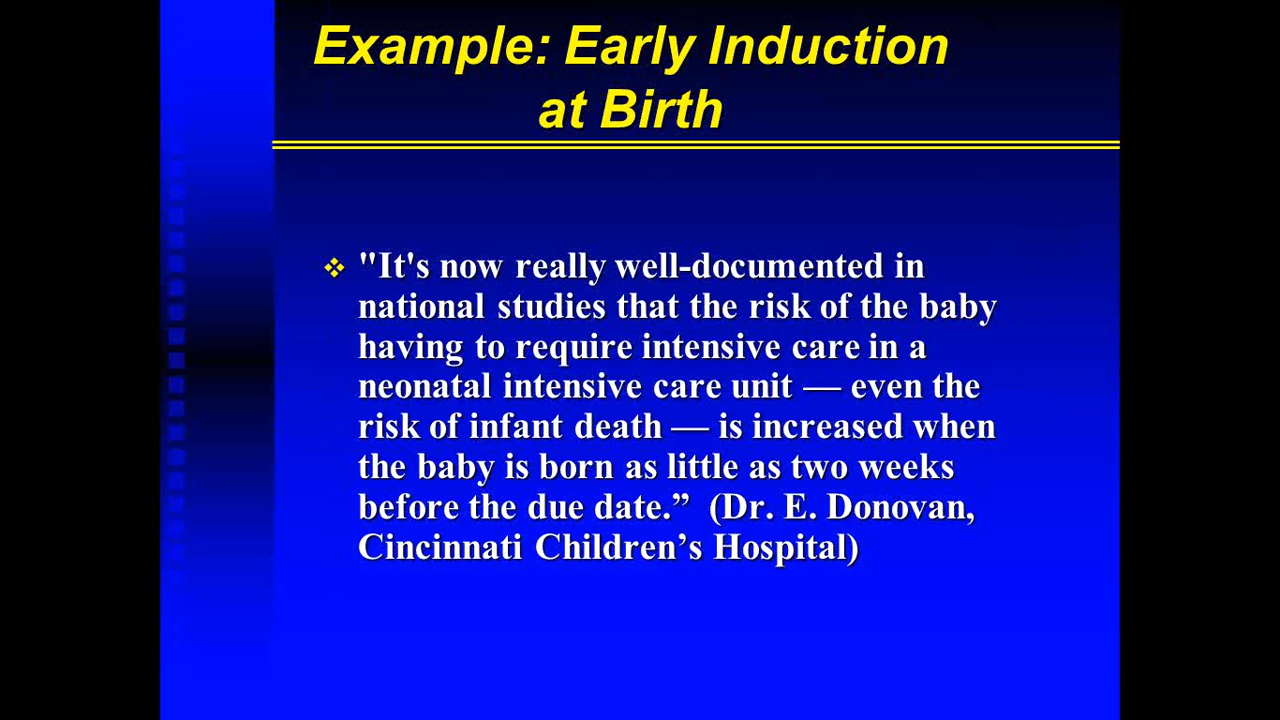 Example: Early Induction
at Birth
"It's now really well-documented in
national studies that the risk of the baby
having to require intensive care in a
neonatal intensive care unit — even the
risk of infant death — is increased when
the baby is born as little as two weeks
before the due date.” (Dr. E. Donovan,
Cincinnati Children’s Hospital)